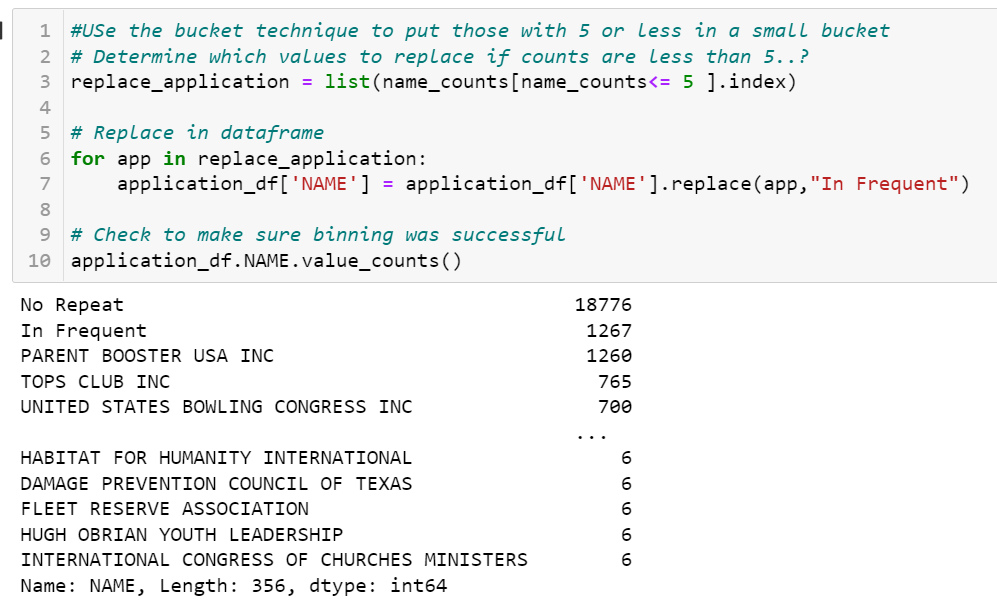 1 #USe the bucket technique to put those with 5 or less in a small bucket
2 # Determine which values to replace if counts are less than 5..?
3 replace_application = list(name_counts[name_counts<= 5 ].index)
4
5 # Replace in dataframe
6 for app in replace_application:
7     application_df['NAME'] = application_df['NAME'].replace(app,"In Frequent")
8
9 # Check to make sure binning was successful
10 application_df.NAME.value_counts()
No Repeat 18776
In Frequent 1267
PARENT BOOSTER USA INC 1260
TOPS CLUB INC 765
UNITED STATES BOWLING CONGRESS INC 700
...
HABITAT FOR HUMANITY INTERNATIONAL 6
DAMAGE PREVENTION COUNCIL OF TEXAS 6
FLEET RESERVE ASSOCIATION 6
HUGH OBRIAN YOUTH LEADERSHIP 6
INTERNATIONAL CONGRESS OF CHURCHES MINISTERS 6
Name: NAME, Length: 356, dtype: int64